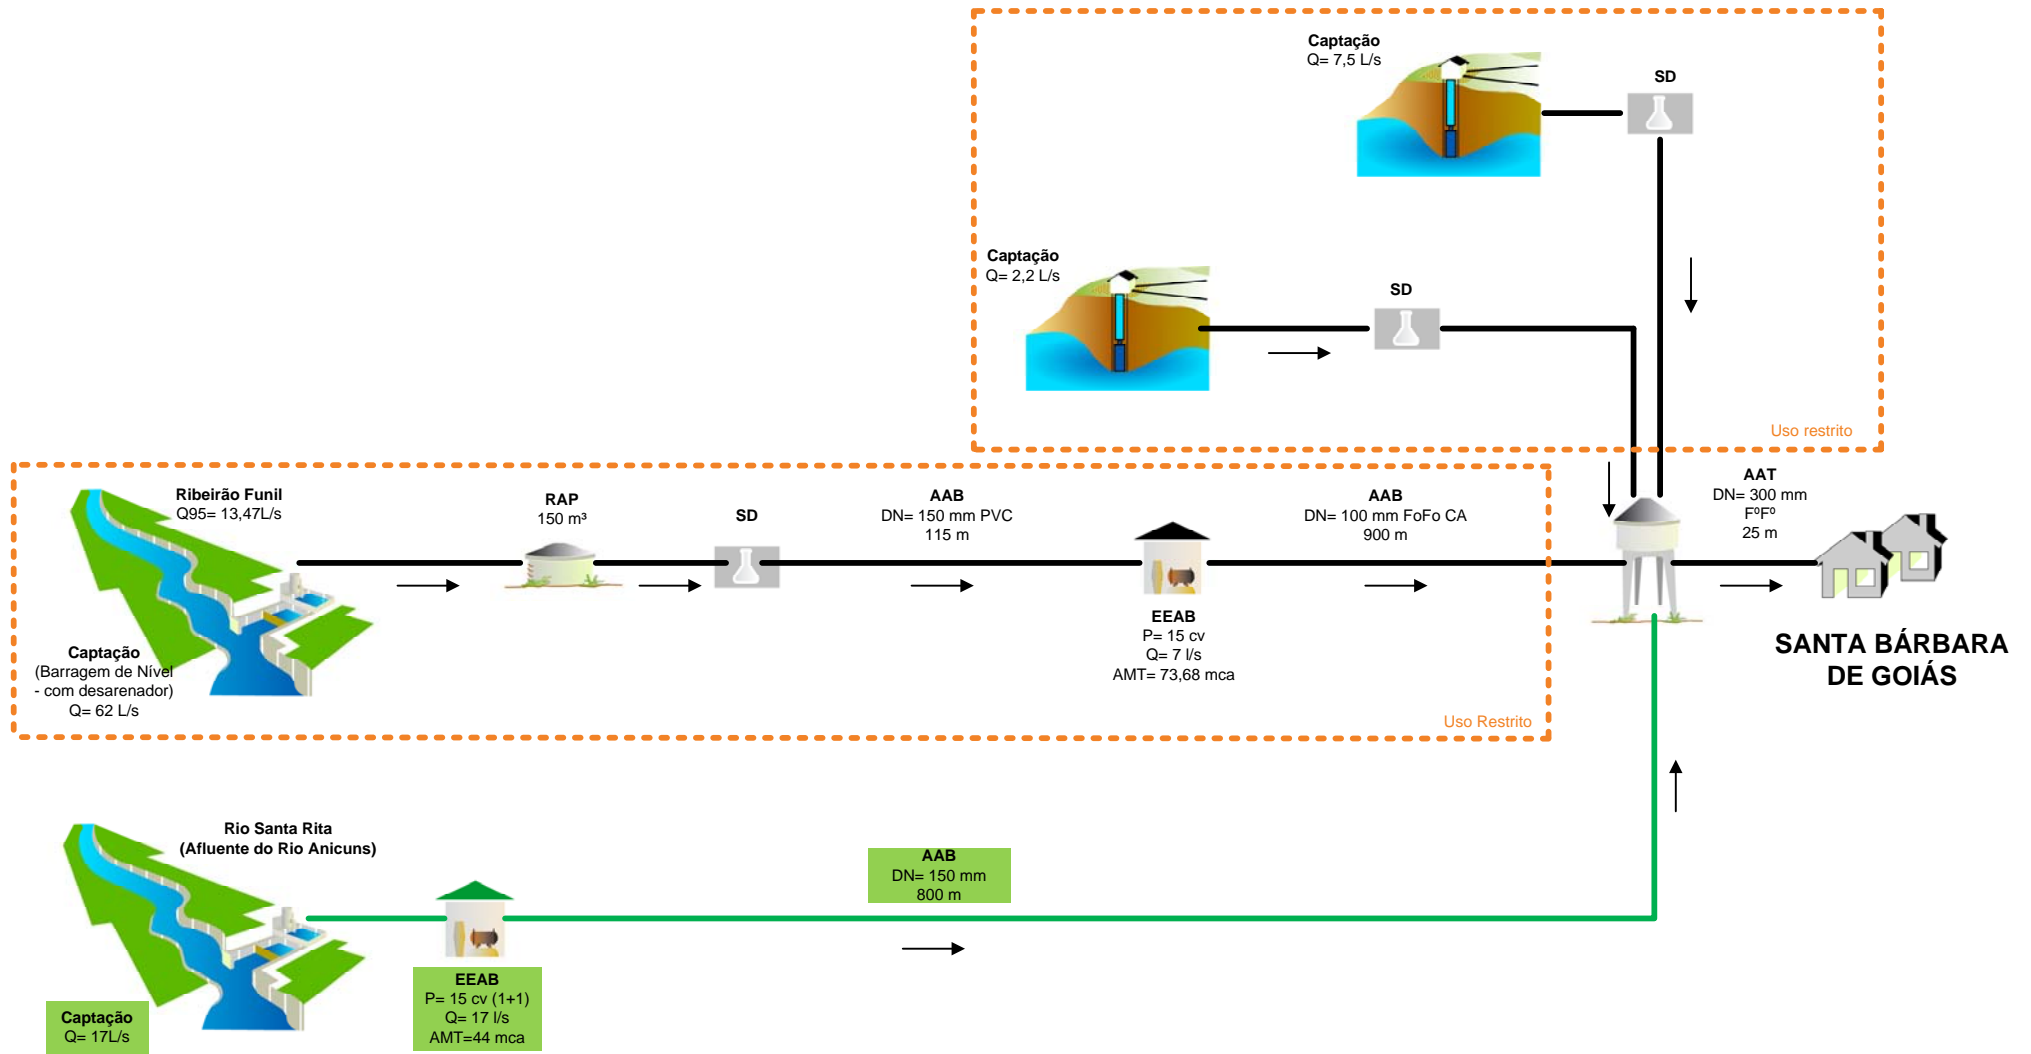 Captação
Q= 7,5 L/s
SD
Captação
Q= 2,2 L/s
SD
Uso restrito
Ribeirão Funil
Q95= 13,47L/s
RAP
150 m³
SD
AAB
DN= 150 mm PVC
115 m
AAB
DN= 100 mm FoFo CA
900 m
AAT
DN= 300 mm
FºFº
25 m
EEAB
P= 15 cv
Q= 7 l/s
AMT= 73,68 mca
Captação
(Barragem de Nível
- com desarenador)
Q= 62 L/s
Uso Restrito
SANTA BÁRBARA
DE GOIÁS
Rio Santa Rita
(Afluente do Rio Anicuns)
AAB
DN= 150 mm
800 m
EEAB
P= 15 cv (1+1)
Q= 17 l/s
AMT=44 mca
Captação
Q= 17L/s